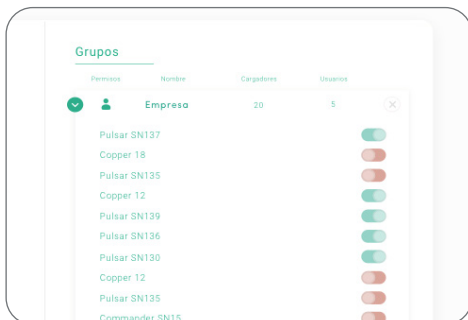 Grupos
Permisos Nombre Cargadores Usuarios
Empresa 20 5
Pulsar SN137
Copper 18
Pulsar SN135
Copper 12
Pulsar SN139
Pulsar SN136
Pulsar SN130
Copper 12
Pulsar SN135
Commander SN15